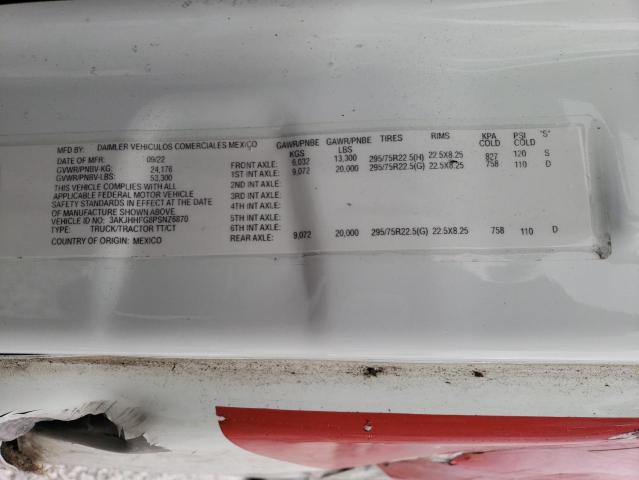 MFD BY: DAIMLER VEHICULOS COMERCIALES MEXICO GAWR/PNBE KGS GAWR/PNBE LBS TIRES RIMS KPA COLD PSI COLD "S"
DATE OF MFR: 09/22 FRONT AXLE: 6,032 13,300 295/75R22.5(H) 22.5X8.25 827 120 S
GVWR/PNBV-KG: 24,176 1ST INT AXLE: 9,072 20,000 295/75R22.5(G) 22.5X8.25 758 110 D
GVWR/PNBV-LBS: 53,300 2ND INT AXLE:
THIS VEHICLE COMPLIES WITH ALL
APPLICABLE FEDERAL MOTOR VEHICLE 3RD INT AXLE:
SAFETY STANDARDS IN EFFECT AT THE DATE 4TH INT AXLE:
OF MANUFACTURE SHOWN ABOVE.
VEHICLE ID NUMBER: 3AKJHHFG8PSNZ6870 5TH INT AXLE:
TYPE: TRUCK/TRACTOR TT/CT 6TH INT AXLE:
COUNTRY OF ORIGIN: MEXICO REAR AXLE: 9,072 20,000 295/75R22.5(G) 22.5X8.25 758 110 D